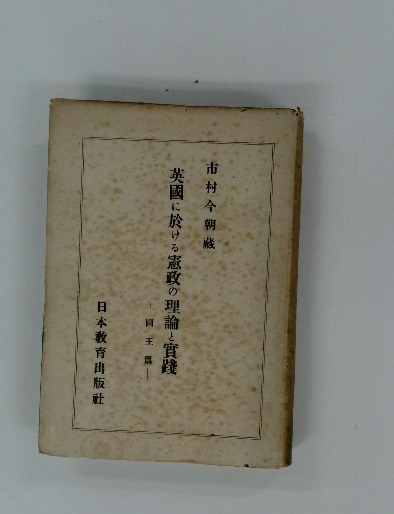 市村今朝蔵
英國に於ける憲政の理論と實踐
—國王篇—
日本教育出版社